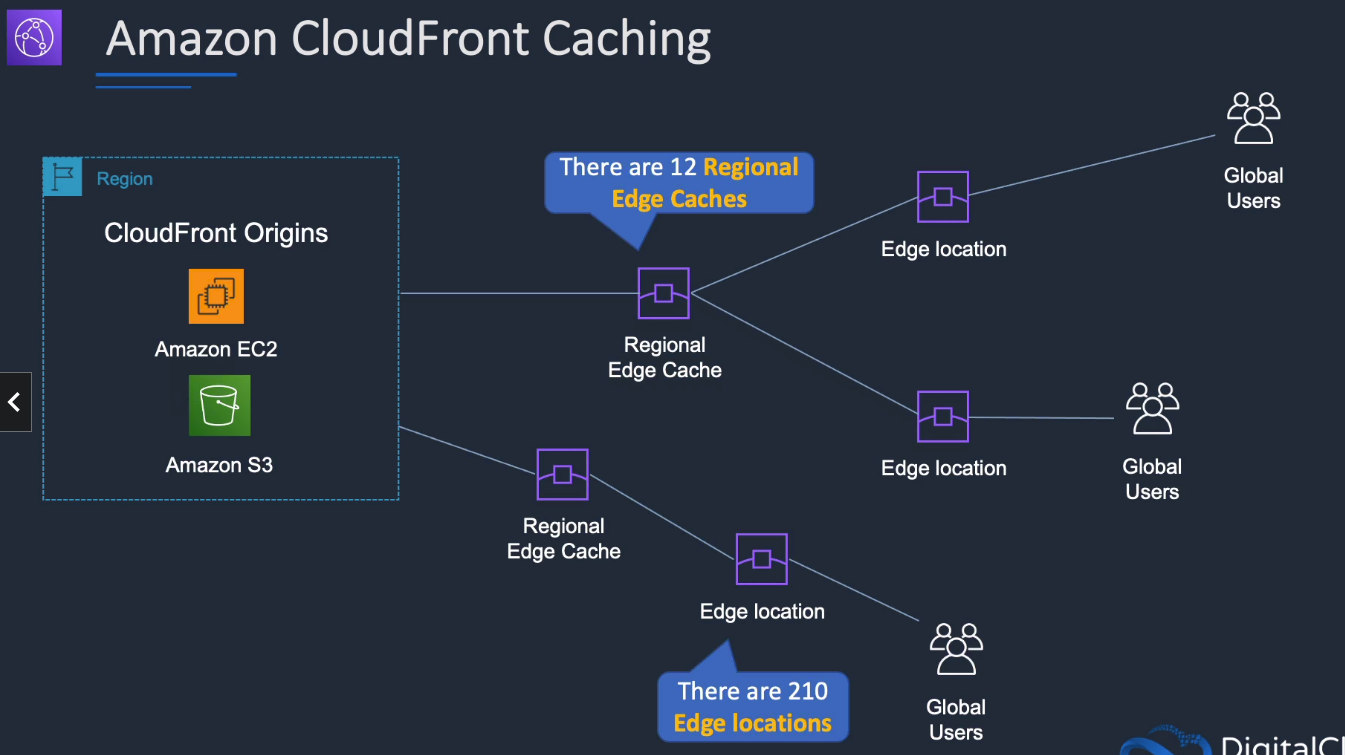 Amazon CloudFront Caching
Region
CloudFront Origins
Amazon EC2
Amazon S3
There are 12 Regional
Edge Caches
Regional
Edge Cache
Edge location
Global
Users
Edge location
Global
Users
Regional
Edge Cache
Edge location
There are 210
Edge locations
Global
Users